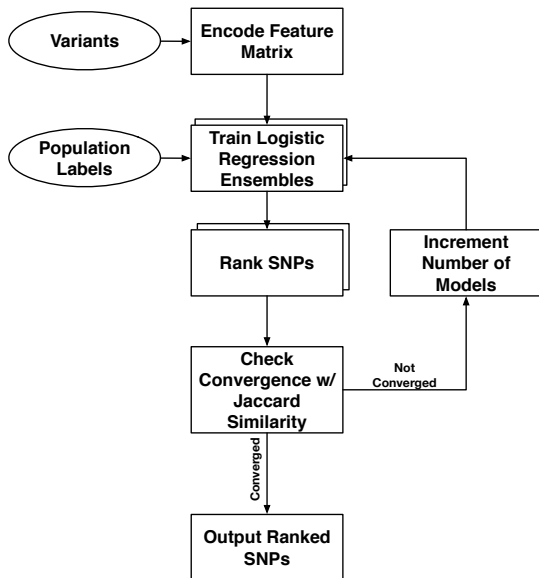 Variants
Encode Feature
Matrix
Population
Labels
Train Logistic
Regression
Ensembles
Rank SNPs
Increment
Number of
Models
Check
Convergence w/
Jaccard
Similarity
Not
Converged
Converged
Output Ranked
SNPs